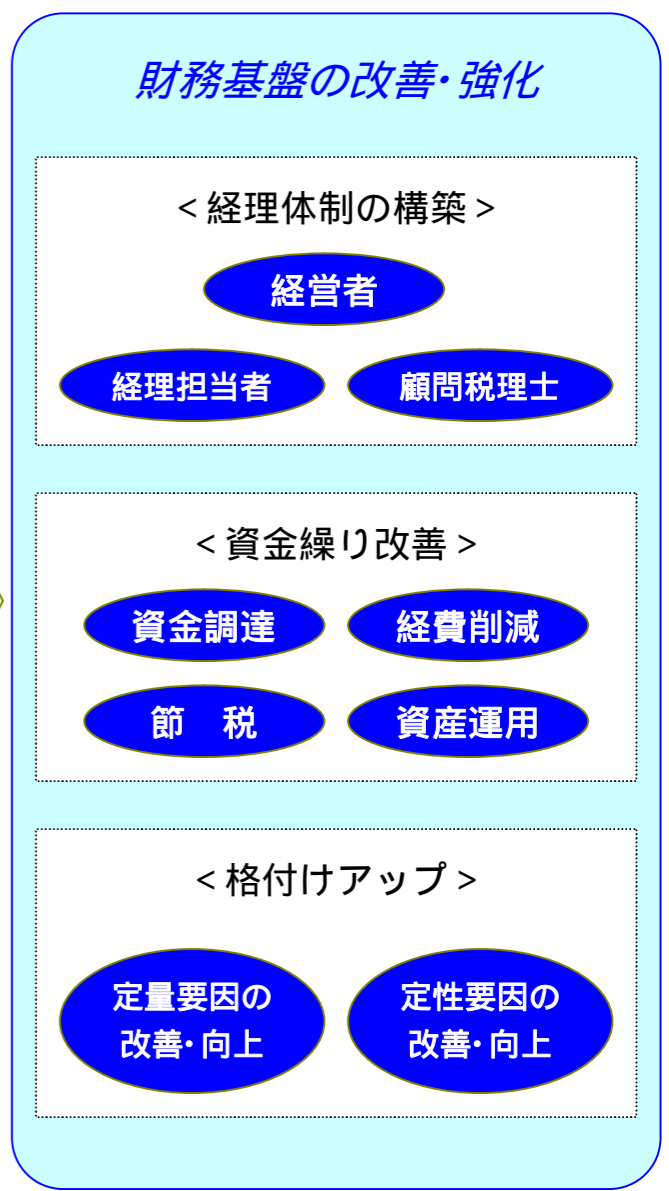 財務基盤の改善・強化
<経理体制の構築>
経営者
経理担当者 顧問税理士
<資金繰り改善>
資金調達 経費削減
節　税 資産運用
<格付けアップ>
定量要因の
改善・向上
定性要因の
改善・向上